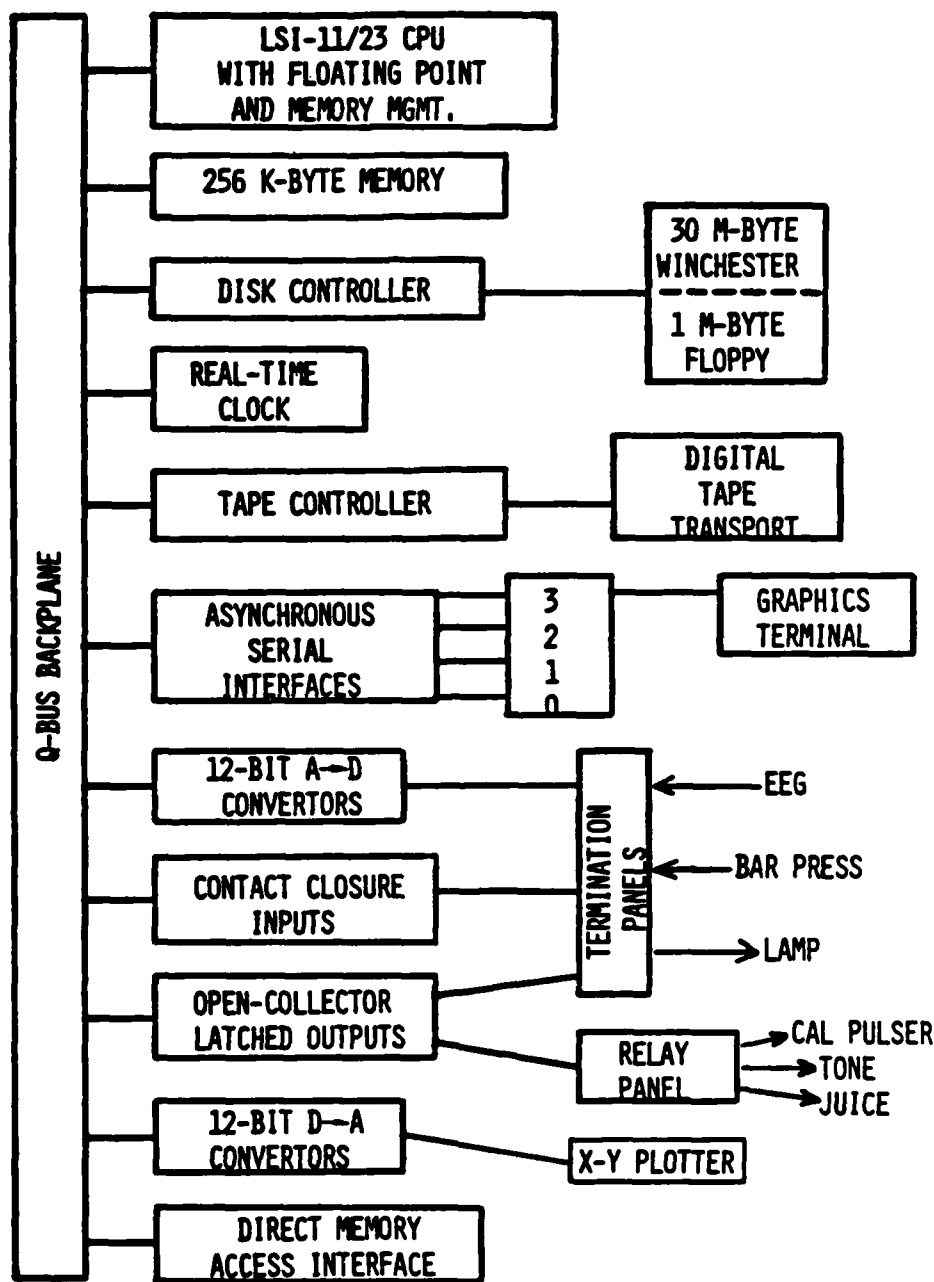 LSI-11/23 CPU
WITH FLOATING POINT
AND MEMORY MGMT.
256 K-BYTE MEMORY
30 M-BYTE
WINCHESTER
1 M-BYTE
FLOPPY
DISK CONTROLLER
REAL-TIME
CLOCK
TAPE CONTROLLER
DIGITAL
TAPE
TRANSPORT
Q-BUS BACKPLANE
ASYNCHRONOUS
SERIAL
INTERFACES
3
2
1
0
GRAPHICS
TERMINAL
12-BIT A→D
CONVERTORS
TERMINATION
PANELS
EEG
BAR PRESS
LAMP
CONTACT CLOSURE
INPUTS
OPEN-COLLECTOR
LATCHED OUTPUTS
RELAY
PANEL
CAL PULSER
TONE
JUICE
12-BIT D→A
CONVERTORS
X-Y PLOTTER
DIRECT MEMORY
ACCESS INTERFACE